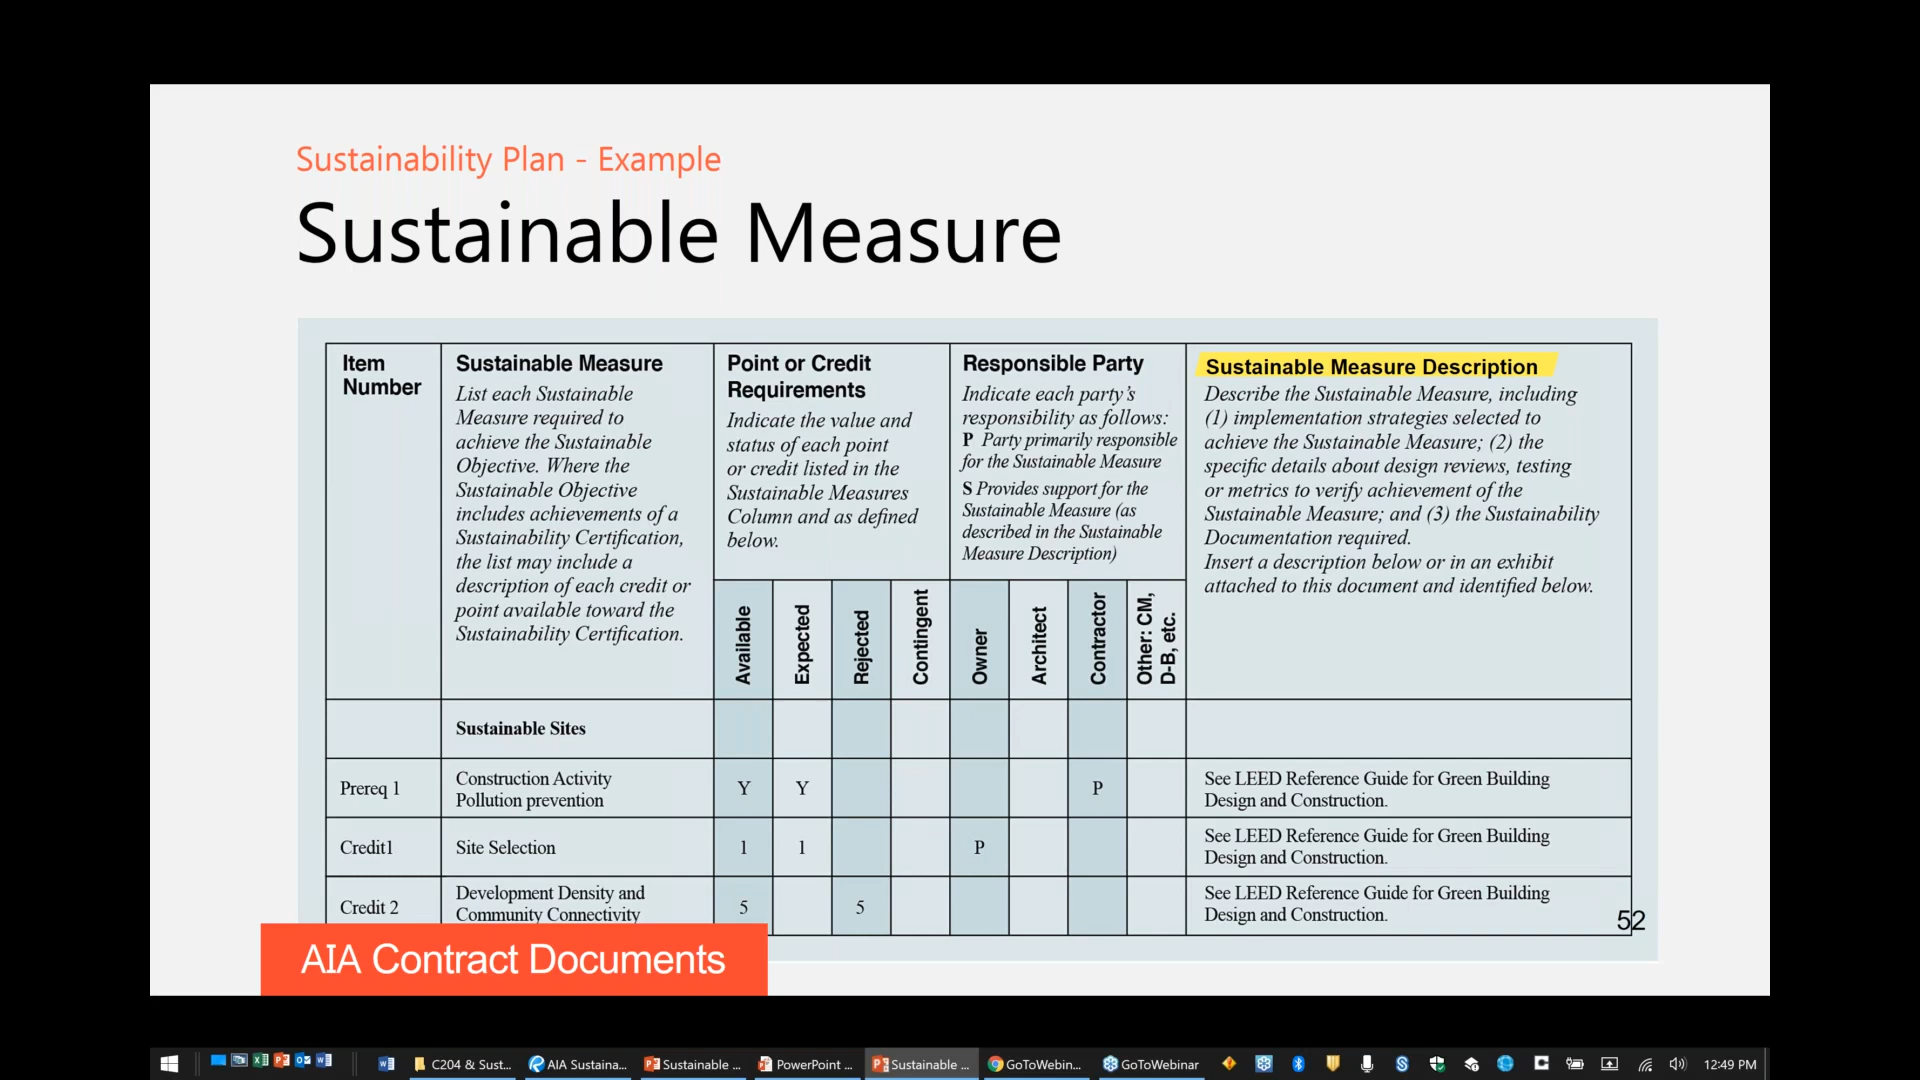 Sustainability Plan - Example
Sustainable Measure
Item
Number
Sustainable Measure
List each Sustainable
Measure required to
achieve the Sustainable
Objective. Where the
Sustainable Objective
includes achievements of a
Sustainability Certification,
the list may include a
description of each credit or
point available toward the
Sustainability Certification.
Point or Credit
Requirements
Indicate the value and
status of each point
or credit listed in the
Sustainable Measures
Column and as defined
below.
Responsible Party
Indicate each party's
responsibility as follows:
P Party primarily responsible
for the Sustainable Measure
S Provides support for the
Sustainable Measure (as
described in the Sustainable
Measure Description)
Sustainable Measure Description
Describe the Sustainable Measure, including
(1) implementation strategies selected to
achieve the Sustainable Measure; (2) the
specific details about design reviews, testing
or metrics to verify achievement of the
Sustainable Measure; and (3) the Sustainability
Documentation required.
Insert a description below or in an exhibit
attached to this document and identified below.
Available
Expected
Rejected
Contingent
Owner
Architect
Contractor
Other: CM,
D-B, etc.
Sustainable Sites
Prereq 1
Construction Activity
Pollution prevention
Y
Y
P
See LEED Reference Guide for Green Building
Design and Construction.
Credit1
Site Selection
1
1
P
See LEED Reference Guide for Green Building
Design and Construction.
Credit 2
Development Density and
Community Connectivity
5
5
See LEED Reference Guide for Green Building
Design and Construction.
52
AIA Contract Documents
C204 & Sust...
AIA Sustaina...
Sustainable ...
PowerPoint ...
Sustainable ...
GoToWebin...
GoToWebinar
12:49 PM